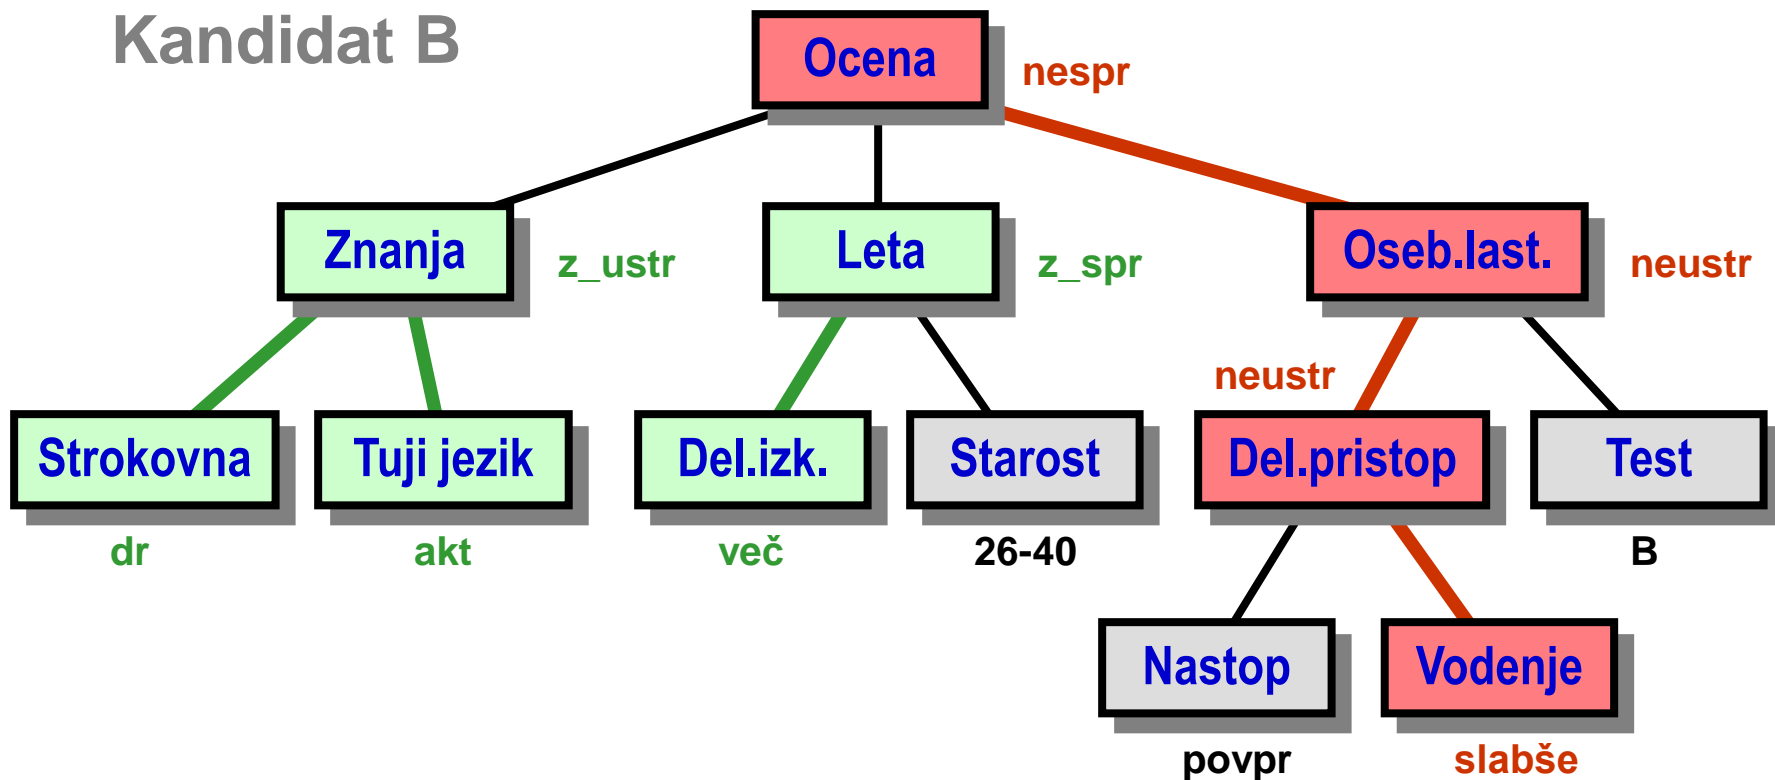 Kandidat B
Ocena
nespr
Znanja
z_ustr
Leta
z_spr
Oseb.last.
neustr
neustr
Strokovna
Tuji jezik
Del.izk.
Starost
Del.pristop
Test
dr
akt
več
26-40
B
Nastop
Vodenje
povpr
slabše